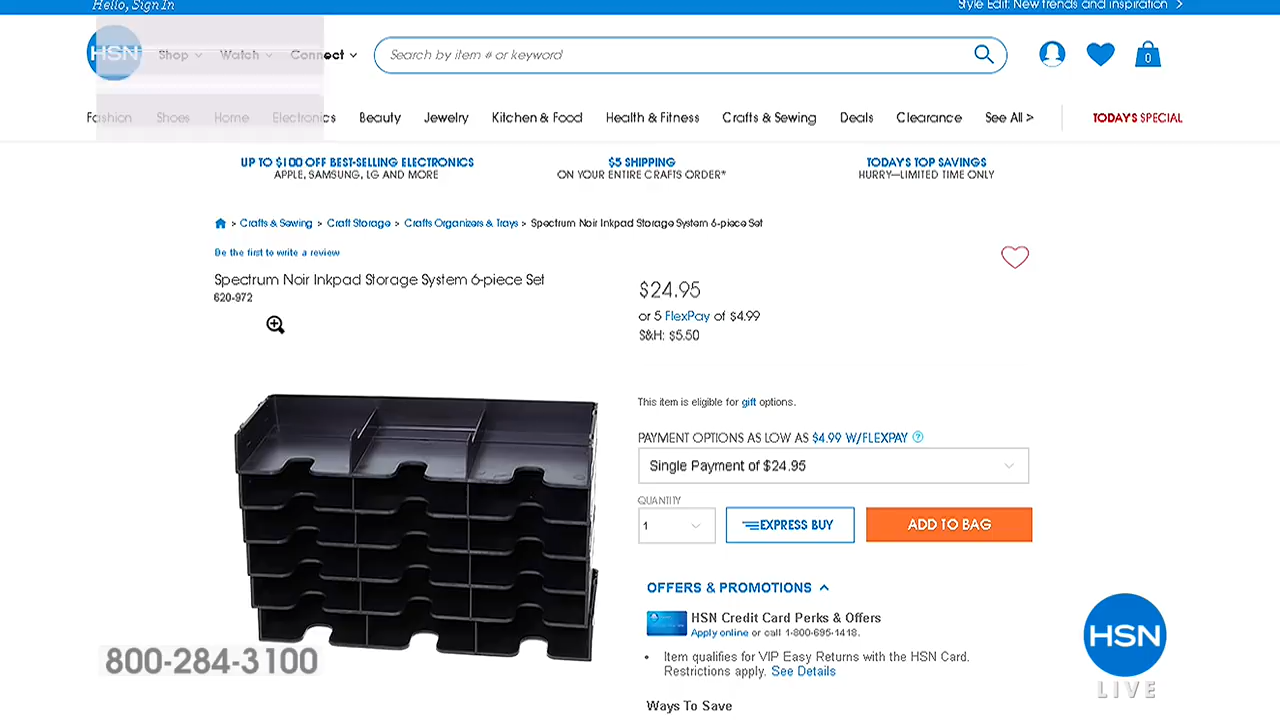 Hello, Sign In
Style Edit: New trends and inspiration >
HSN
Shop
Watch
Connect
Search by item # or keyword
0
Fashion
Shoes
Home
Electronics
Beauty
Jewelry
Kitchen & Food
Health & Fitness
Crafts & Sewing
Deals
Clearance
See All >
TODAY'S SPECIAL
UP TO $100 OFF BEST-SELLING ELECTRONICS
APPLE, SAMSUNG, LG AND MORE
$5 SHIPPING
ON YOUR ENTIRE CRAFTS ORDER*
TODAY'S TOP SAVINGS
HURRY—LIMITED TIME ONLY
> Crafts & Sewing > Craft Storage > Crafts Organizers & Trays > Spectrum Noir Inkpad Storage System 6-piece Set
Be the first to write a review
Spectrum Noir Inkpad Storage System 6-piece Set
620-972
$24.95
or 5 FlexPay of $4.99
S&H: $5.50
This item is eligible for gift options.
PAYMENT OPTIONS AS LOW AS $4.99 W/FLEXPAY ?
Single Payment of $24.95
QUANTITY
1
EXPRESS BUY
ADD TO BAG
OFFERS & PROMOTIONS
HSN Credit Card Perks & Offers
Apply online or call 1-800-695-1418.
• Item qualifies for VIP Easy Returns with the HSN Card.
Restrictions apply. See Details
Ways To Save
800-284-3100
HSN
LIVE